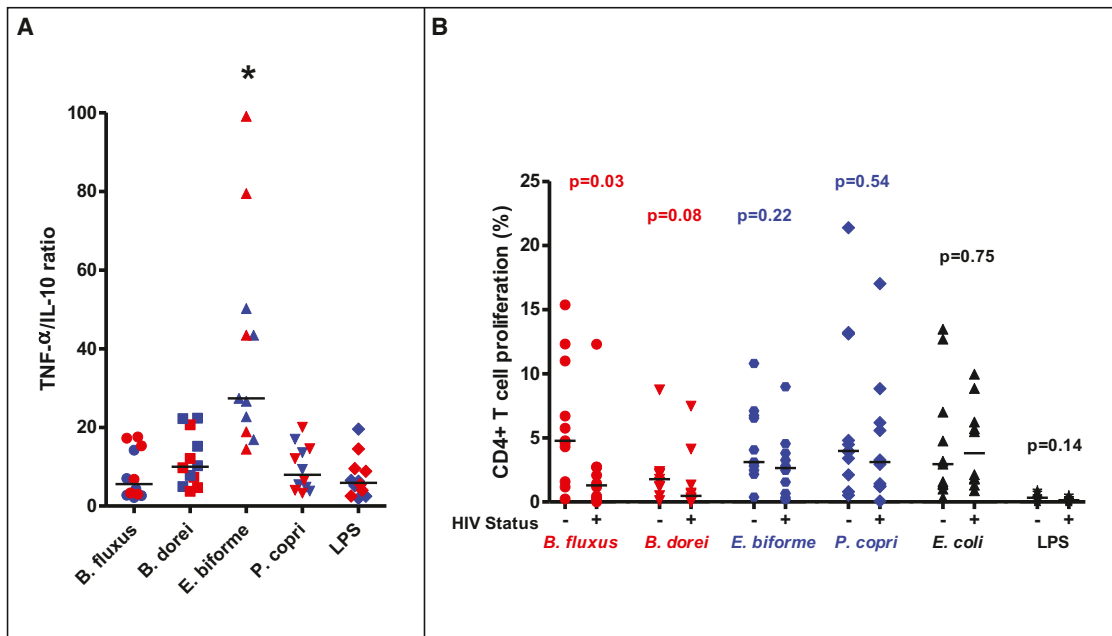 A
*
TNF-α/IL-10 ratio
100
80
60
40
20
0
B. fluxus
B. dorei
E. biforme
P. copri
LPS
B
CD4+ T cell proliferation (%)
25
20
15
10
5
0
p=0.03
p=0.08
p=0.22
p=0.54
p=0.75
p=0.14
HIV Status - + - + - + - + - + - +
B. fluxus B. dorei E. biforme P. copri E. coli LPS